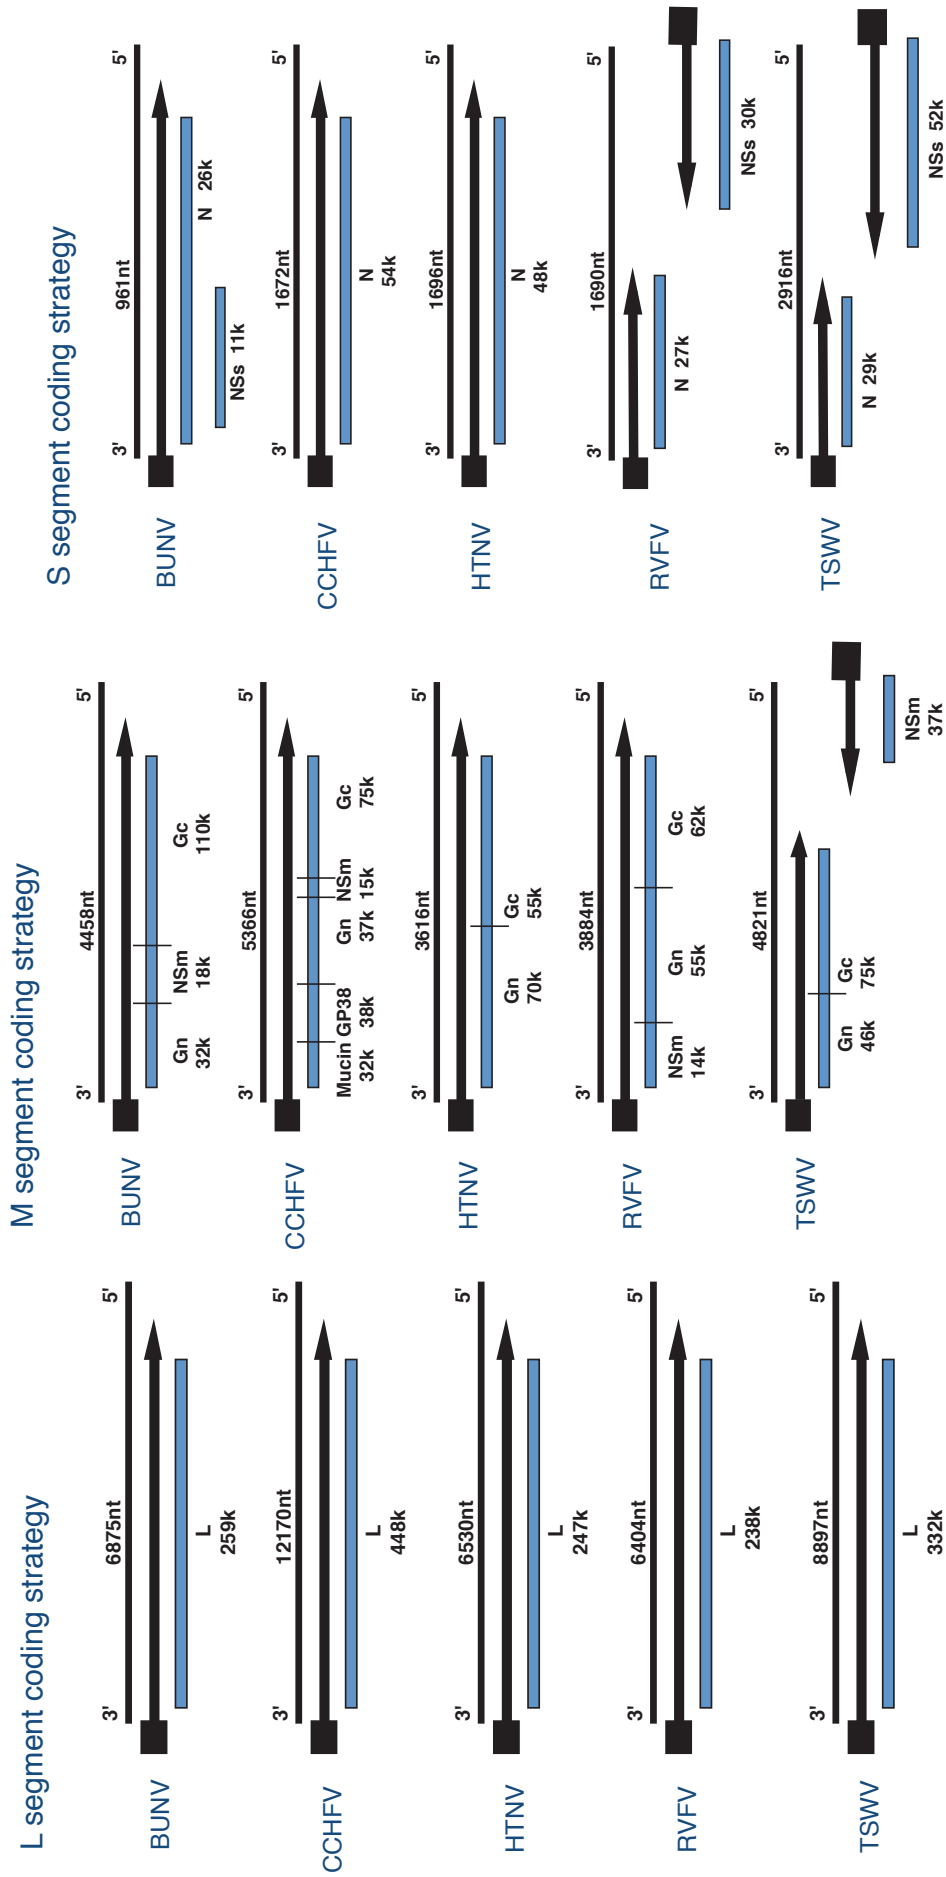 L segment coding strategy
BUNV
3' 6875nt 5'
L
259k
CCHFV
3' 12170nt 5'
L
448k
HTNV
3' 6530nt 5'
L
247k
RVFV
3' 6404nt 5'
L
238k
TSWV
3' 8897nt 5'
L
332k
M segment coding strategy
BUNV
3' 4458nt 5'
Gn NSm Gc
32k 18k 110k
CCHFV
3' 5366nt 5'
Mucin GP38 Gn NSm Gc
32k 38k 37k 15k 75k
HTNV
3' 3616nt 5'
Gn Gc
70k 55k
RVFV
3' 3884nt 5'
NSm Gn Gc
14k 55k 62k
TSWV
3' 4821nt 5'
Gn Gc
46k 75k
NSm
37k
S segment coding strategy
BUNV
3' 961nt 5'
N 26k
NSs 11k
CCHFV
3' 1672nt 5'
N
54k
HTNV
3' 1696nt 5'
N
48k
RVFV
3' 1690nt 5'
N 27k
NSs 30k
TSWV
3' 2916nt 5'
N 29k
NSs 52k